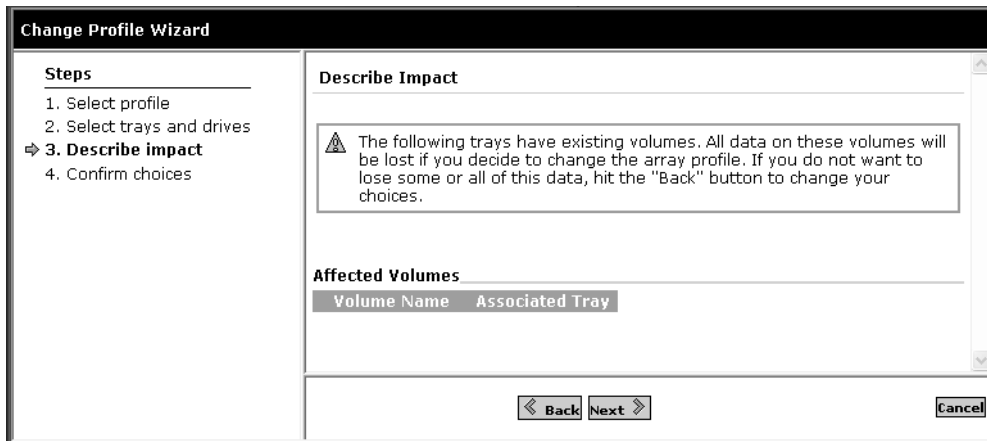 Change Profile Wizard
Steps
1. Select profile
2. Select trays and drives
3. Describe impact
4. Confirm choices
Describe Impact
The following trays have existing volumes. All data on these volumes will
be lost if you decide to change the array profile. If you do not want to
lose some or all of this data, hit the "Back" button to change your
choices.
Affected Volumes
Volume Name Associated Tray
Back Next Cancel